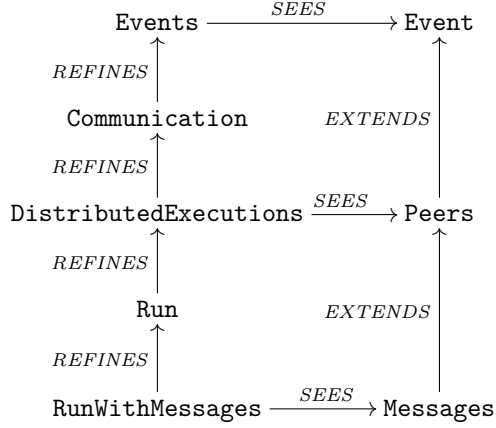 Events SEES Event
REFINES
Communication EXTENDS
REFINES
DistributedExecutions SEES Peers
REFINES
Run EXTENDS
REFINES
RunWithMessages SEES Messages